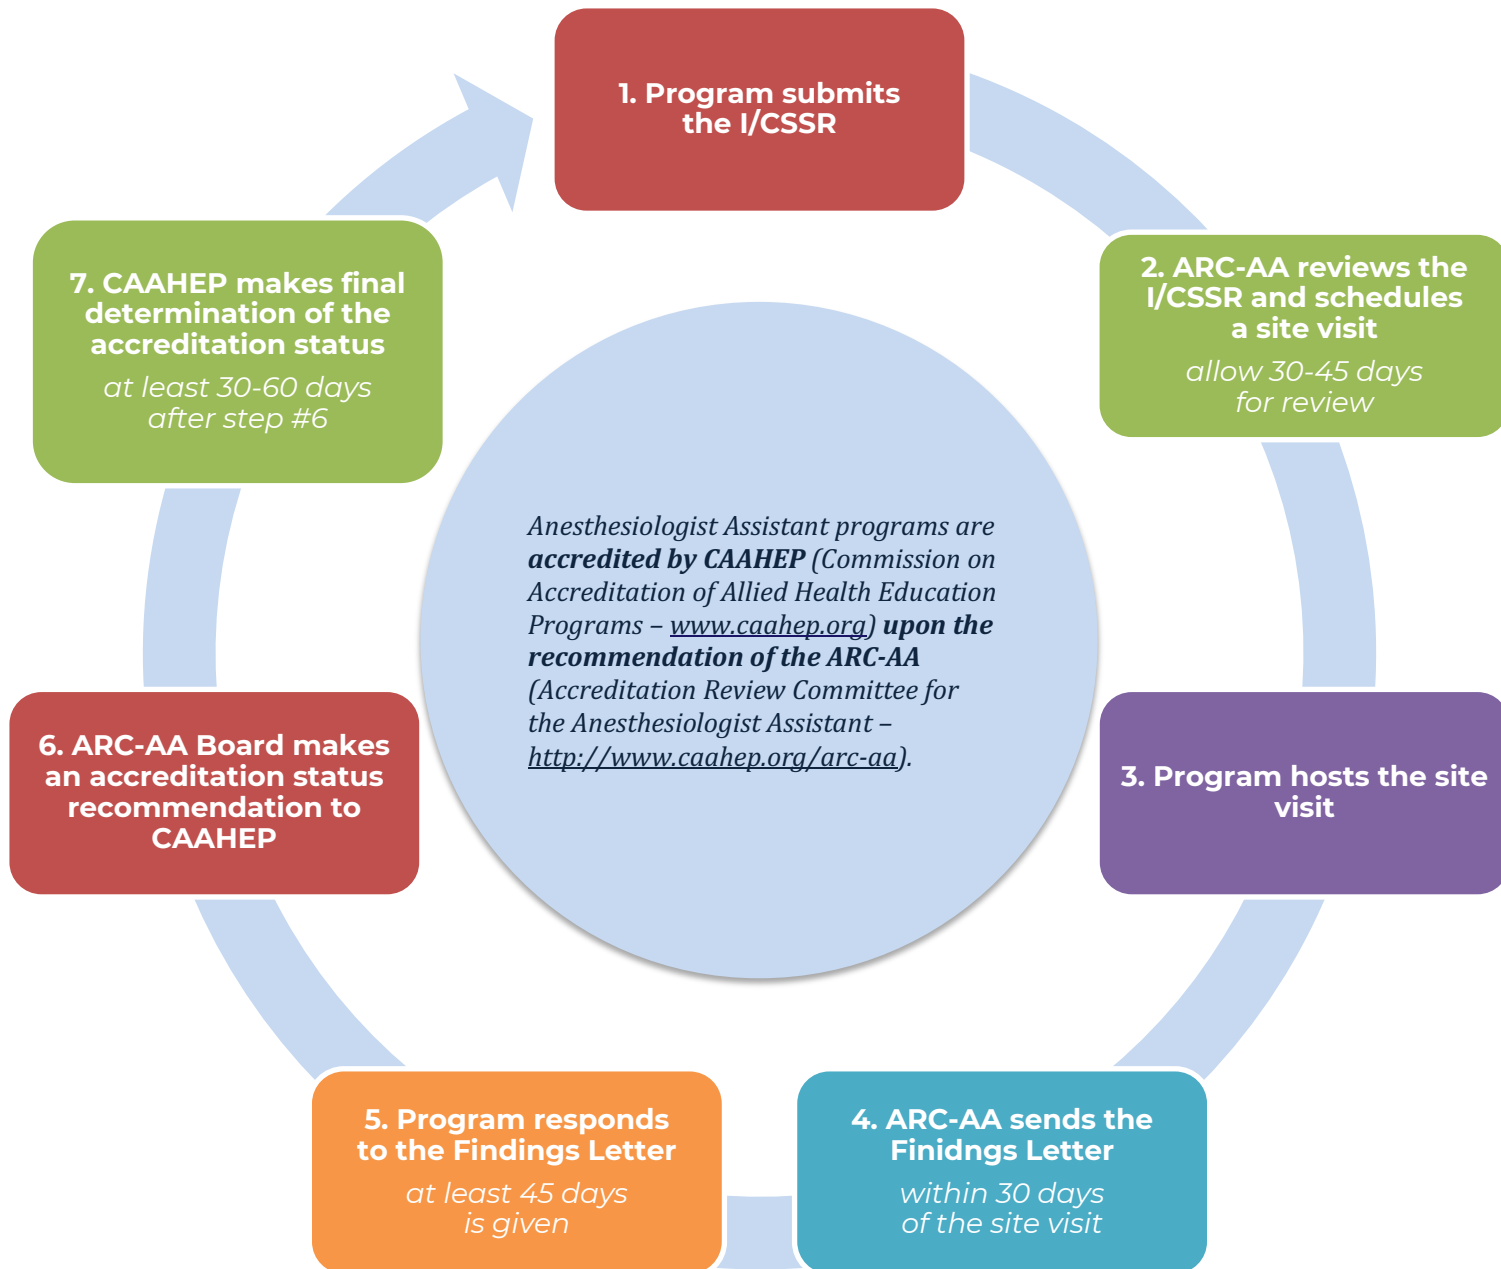 1. Program submits
the I/CSSR
2. ARC-AA reviews the
I/CSSR and schedules
a site visit
allow 30-45 days
for review
3. Program hosts the site
visit
4. ARC-AA sends the
Finidngs Letter
within 30 days
of the site visit
5. Program responds
to the Findings Letter
at least 45 days
is given
6. ARC-AA Board makes
an accreditation status
recommendation to
CAAHEP
7. CAAHEP makes final
determination of the
accreditation status
at least 30-60 days
after step #6
Anesthesiologist Assistant programs are
accredited by CAAHEP (Commission on
Accreditation of Allied Health Education
Programs – www.caahep.org) upon the
recommendation of the ARC-AA
(Accreditation Review Committee for
the Anesthesiologist Assistant –
http://www.caahep.org/arc-aa).